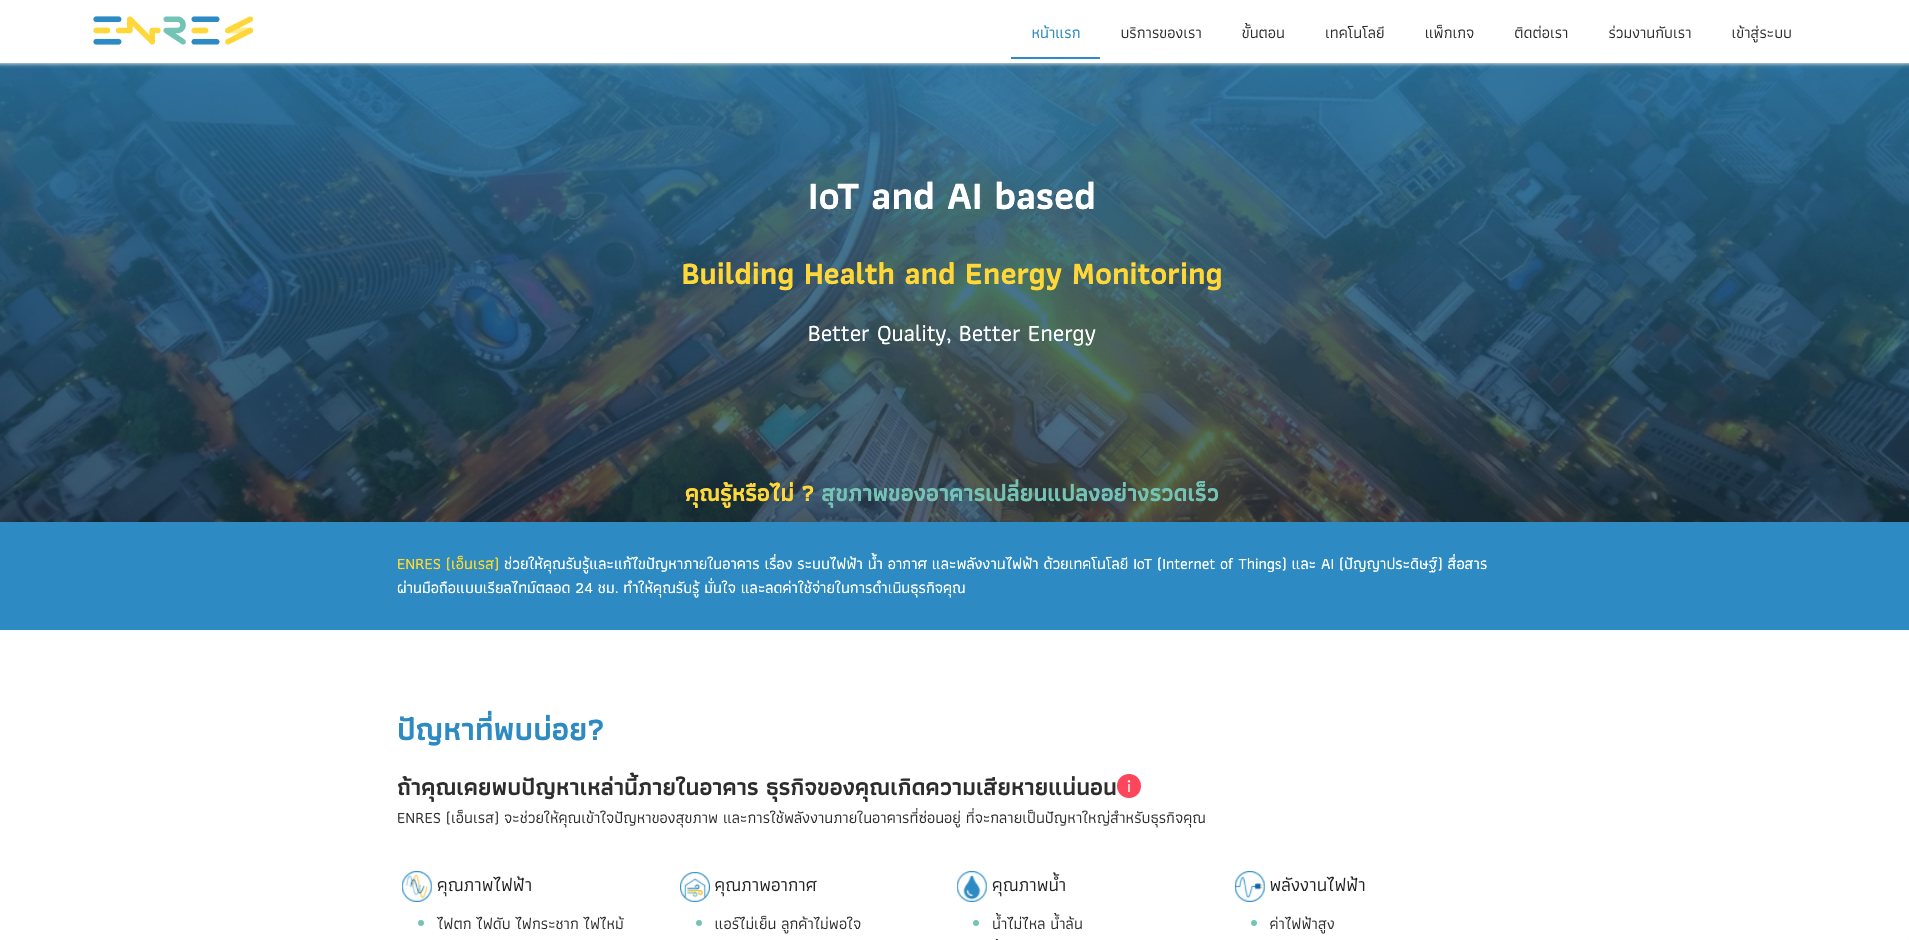 ENRES
หน้าแรก
บริการของเรา
ขั้นตอน
เทคโนโลยี
แพ็กเกจ
ติดต่อเรา
ร่วมงานกับเรา
เข้าสู่ระบบ
IoT and AI based
Building Health and Energy Monitoring
Better Quality, Better Energy
คุณรู้หรือไม่ ? สุขภาพของอาคารเปลี่ยนแปลงอย่างรวดเร็ว
ENRES (เอ็นเรส) ช่วยให้คุณรับรู้และแก้ไขปัญหาภายในอาคาร เรื่อง ระบบไฟฟ้า น้ำ อากาศ และพลังงานไฟฟ้า ด้วยเทคโนโลยี IoT (Internet of Things) และ AI (ปัญญาประดิษฐ์) สื่อสาร
ผ่านมือถือแบบเรียลไทม์ตลอด 24 ชม. ทำให้คุณรับรู้ มั่นใจ และลดค่าใช้จ่ายในการดำเนินธุรกิจคุณ
ปัญหาที่พบบ่อย?
ถ้าคุณเคยพบปัญหาเหล่านี้ภายในอาคาร ธุรกิจของคุณเกิดความเสียหายแน่นอน
ENRES (เอ็นเรส) จะช่วยให้คุณเข้าใจปัญหาของสุขภาพ และการใช้พลังงานภายในอาคารที่ซ่อนอยู่ ที่จะกลายเป็นปัญหาใหญ่สำหรับธุรกิจคุณ
คุณภาพไฟฟ้า
ไฟตก ไฟดับ ไฟกระชาก ไฟไหม้
คุณภาพอากาศ
แอร์ไม่เย็น ลูกค้าไม่พอใจ
คุณภาพน้ำ
น้ำไม่ไหล น้ำล้น
พลังงานไฟฟ้า
ค่าไฟฟ้าสูง